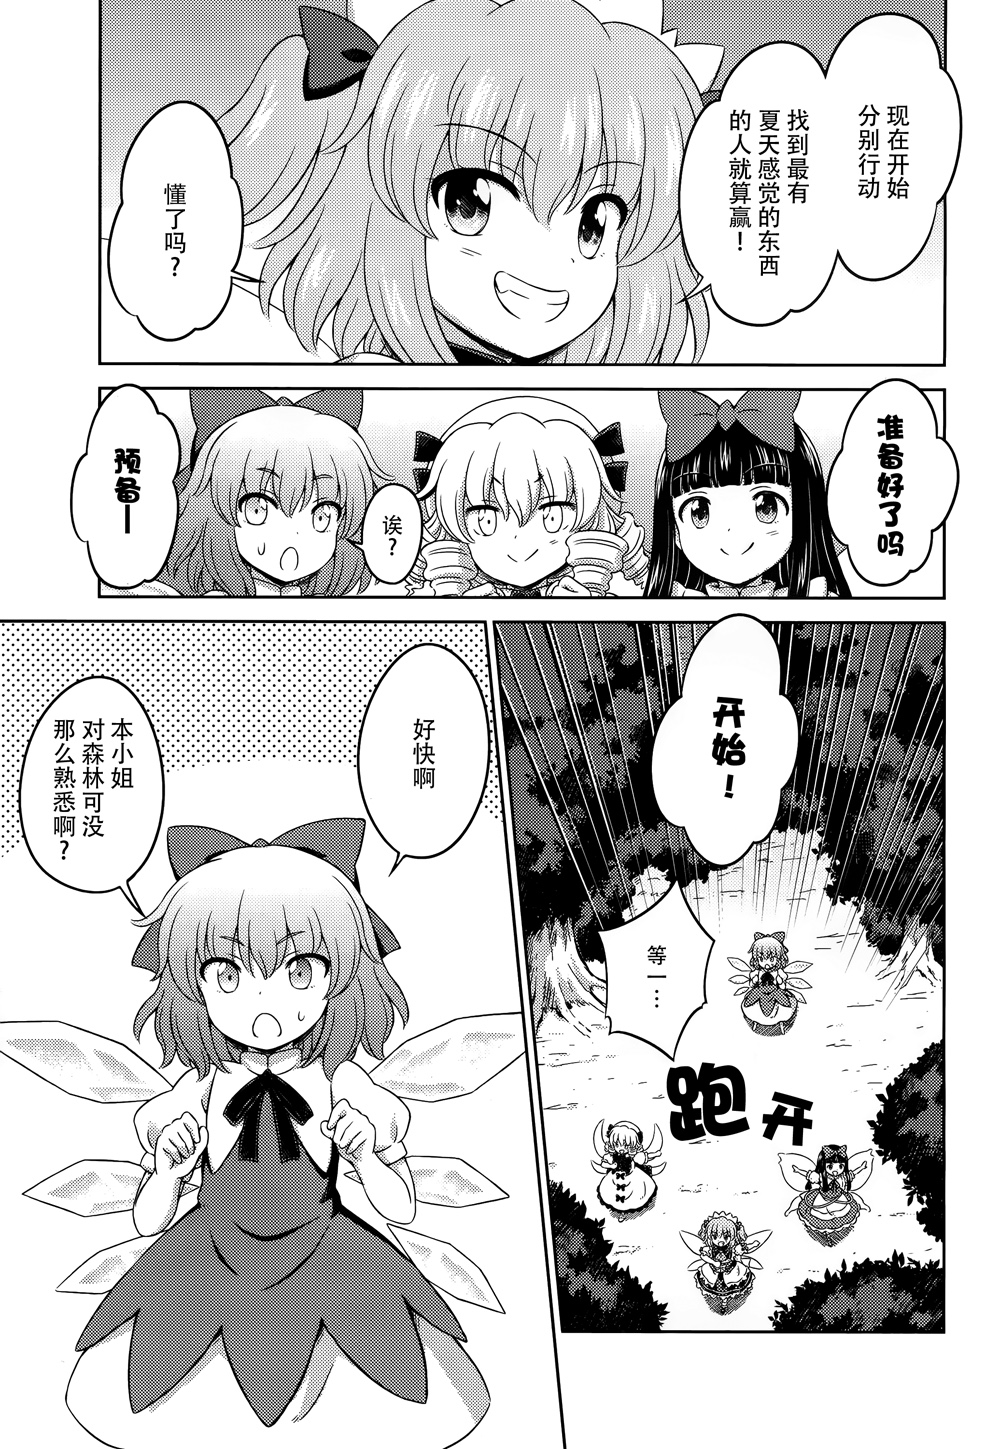 现在开始
分别行动
找到最有
夏天感觉的东西
的人就算赢！
懂了吗？
准备好了吗
诶？
预备—
开始！
等一…
跑开
好快啊
本小姐
对森林可没
那么熟悉啊？